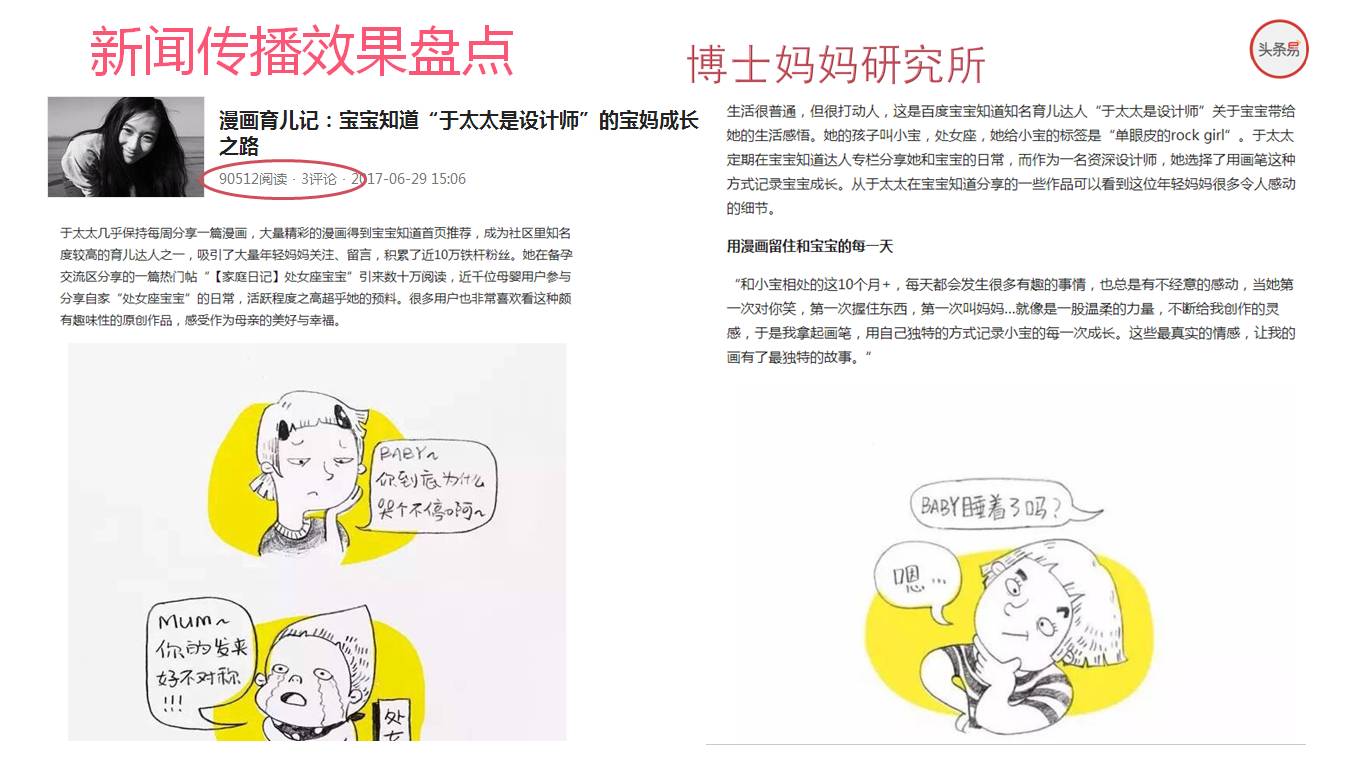 新闻传播效果盘点
博士妈妈研究所
头条易
漫画育儿记：宝宝知道“于太太是设计师”的宝妈成长
之路
90512阅读 · 3评论 · 2017-06-29 15:06
于太太几乎保持每周分享一篇漫画，大量精彩的漫画得到宝宝知道首页推荐，成为社区里知名
度较高的育儿达人之一，吸引了大量年轻妈妈关注、留言，积累了近10万铁杆粉丝。她在备孕
交流区分享的一篇热门帖“【家庭日记】处女座宝宝”引来数十万阅读，近千位母婴用户参与
分享自家“处女座宝宝”的日常，活跃程度之高超乎她的预料。很多用户也非常喜欢看这种颇
有趣味性的原创作品，感受作为母亲的美好与幸福。
BABY~
你到底为什么
哭个不停啊~
MUM~
你的发夹
好不对称
!!!
处
女
生活很普通，但很打动人，这是百度宝宝知道知名育儿达人“于太太是设计师”关于宝宝带给
她的生活感悟。她的孩子叫小宝，处女座，她给小宝的标签是“单眼皮的rock girl”。于太太
定期在宝宝知道达人专栏分享她和宝宝的日常，而作为一名资深设计师，她选择了用画笔这种
方式记录宝宝成长。从于太太在宝宝知道分享的一些作品可以看到这位年轻妈妈很多令人感动
的细节。
用漫画留住和宝宝的每一天
“和小宝相处的这10个月+，每天都会发生很多有趣的事情，也总是有不经意的感动，当她第
一次对你笑，第一次握住东西，第一次叫妈妈...就像是一股温柔的力量，不断给我创作的灵
感，于是我拿起画笔，用自己独特的方式记录小宝的每一次成长。这些最真实的情感，让我的
画有了最独特的故事。”
BABY睡着了吗？
嗯...